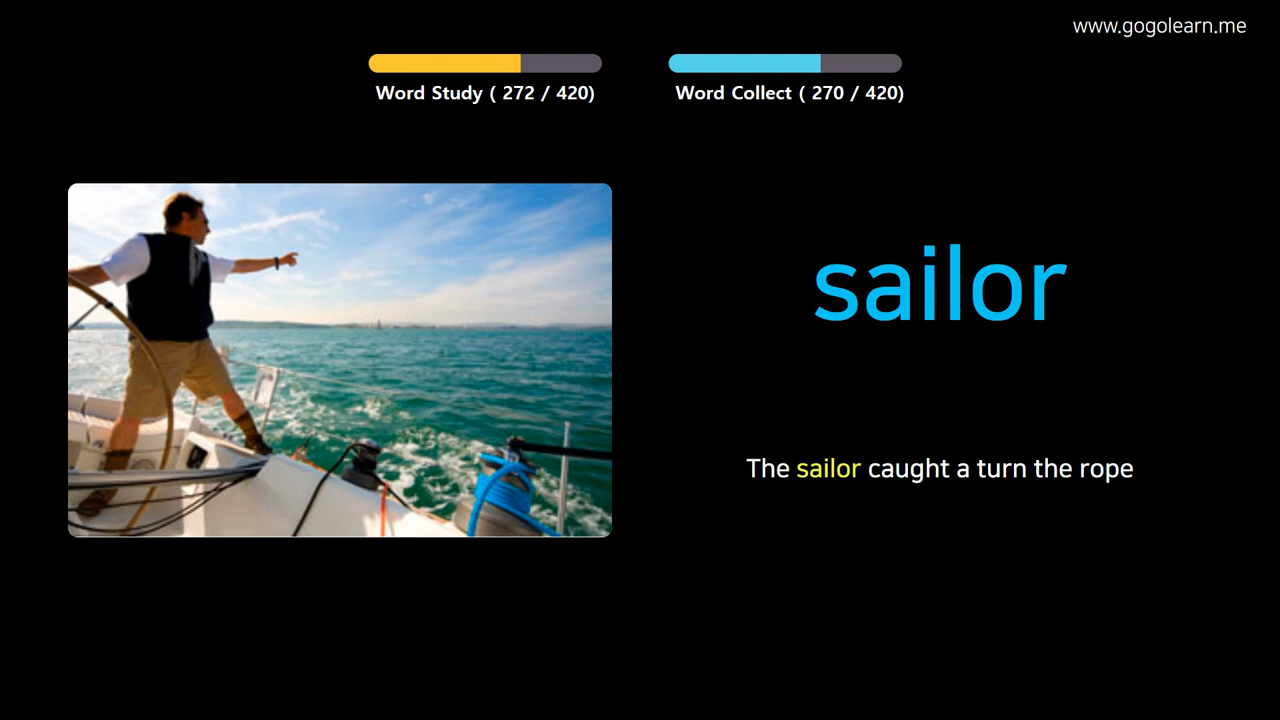 www.gogolearn.me
Word Study ( 272 / 420)
Word Collect ( 270 / 420)
sailor
The sailor caught a turn the rope